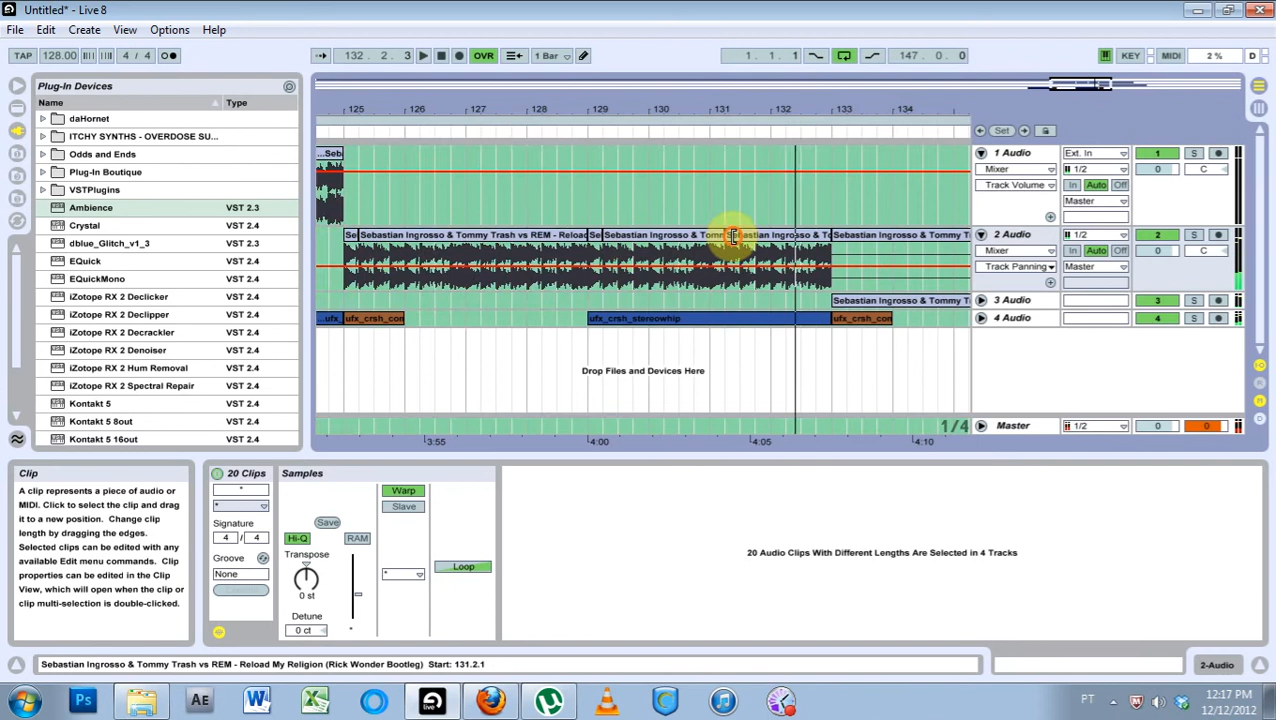 Untitled* - Live 8
File Edit Create View Options Help
TAP 128.00 4 / 4 132. 2. 3 OVR 1 Bar 1. 1. 1 147. 0. 0 KEY MIDI 2 % D
Plug-In Devices
Name Type
daHornet
ITCHY SYNTHS - OVERDOSE SU...
Odds and Ends
Plug-In Boutique
VSTPlugins
Ambience VST 2.3
Crystal VST 2.4
dblue_Glitch_v1_3 VST 2.4
EQuick VST 2.4
EQuickMono VST 2.4
iZotope RX 2 Declicker VST 2.4
iZotope RX 2 Declipper VST 2.4
iZotope RX 2 Decrackler VST 2.4
iZotope RX 2 Denoiser VST 2.4
iZotope RX 2 Hum Removal VST 2.4
iZotope RX 2 Spectral Repair VST 2.4
Kontakt 5 VST 2.4
Kontakt 5 8out VST 2.4
Kontakt 5 16out VST 2.4
125 126 127 128 129 130 131 132 133 134
Set
...Seb 1 Audio Ext. In 1 S
Mixer 1/2 0 C
Track Volume In Auto Off
Master
Se Sebastian Ingrosso & Tommy Trash vs REM - Reloa Se Sebastian Ingrosso & Tomm Sebastian Ingrosso & To Sebastian Ingrosso & Tommy T 2 Audio 1/2 2 S
Mixer In Auto Off 0 C
Track Panning Master
Sebastian Ingrosso & Tommy T 3 Audio 3 S
...ufx_ ufx_crsh_con ufx_crsh_stereowhip ufx_crsh_con 4 Audio 4 S
Drop Files and Devices Here
1/4 Master 1/2 0 0
3:55 4:00 4:05 4:10
Clip
A clip represents a piece of audio or
MIDI. Click to select the clip and drag
it to a new position. Change clip
length by dragging the edges.
Selected clips can be edited with any
available Edit menu commands. Clip
properties can be edited in the Clip
View, which will open when the clip or
clip multi-selection is double-clicked.
20 Clips
*
*
Signature
4 / 4
Groove
None
Samples
Save
Hi-Q RAM
Transpose
0 st
Detune
0 ct *
Warp
Slave
*
Loop
20 Audio Clips With Different Lengths Are Selected in 4 Tracks
Sebastian Ingrosso & Tommy Trash vs REM - Reload My Religion (Rick Wonder Bootleg) Start: 131.2.1
2-Audio
Ps Ae W X live µ
PT 12:17 PM
12/12/2012